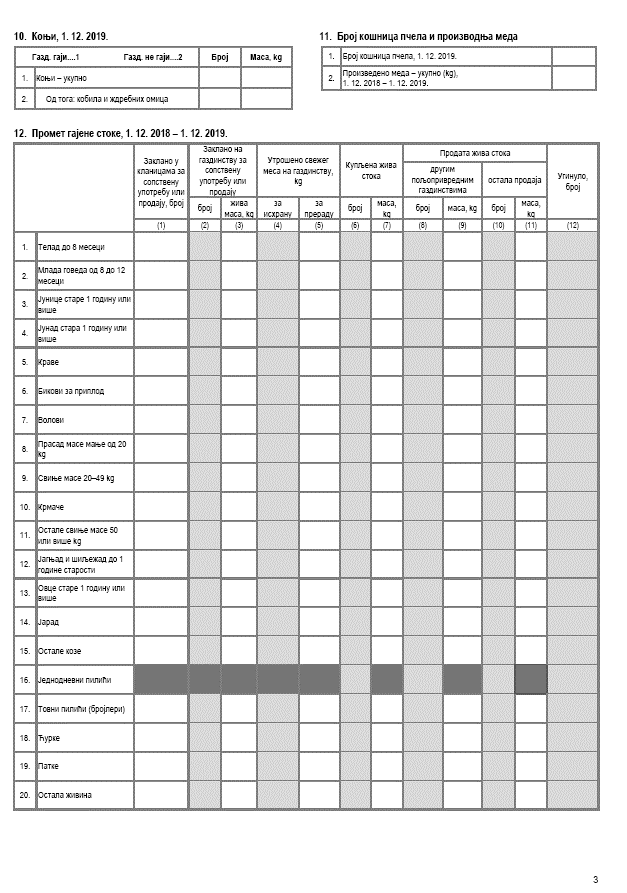 10. Коњи, 1. 12. 2019.
Газд. гаји....1 Газд. не гаји....2 Број Маса, kg
1. Коњи – укупно
2. Од тога: кобила и ждребних омица
11. Број кошница пчела и производња меда
1. Број кошница пчела, 1. 12. 2019.
2. Произведено меда – укупно (kg),
1. 12. 2018 – 1. 12. 2019.
12. Промет гајене стоке, 1. 12. 2018 – 1. 12. 2019.
Заклано у
кланицама за
сопствену
употребу или
продају, број
Заклано на
газдинству за
сопствену
употребу или
продају
Утрошено свежег
меса на газдинству,
kg
Купљена жива
стока
Продата жива стока
другим
пољопривредним
газдинствима
остала продаја
Угинуло,
број
број
жива
маса, kg
за
исхрану
за
прераду
број
маса,
kg
број
маса, kg
број
маса,
kg
(1) (2) (3) (4) (5) (6) (7) (8) (9) (10) (11) (12)
1. Телад до 8 месеци
2. Млада говеда од 8 до 12
месеци
3. Јунице старе 1 годину или
више
4. Јунад стара 1 годину или
више
5. Краве
6. Бикови за приплод
7. Волови
8. Прасад масе мање од 20
kg
9. Свиње масе 20–49 kg
10. Крмаче
11. Остале свиње масе 50
или више kg
12. Јагњад и шиљежад до 1
године старости
13. Овце старе 1 годину или
више
14. Јарад
15. Остале козе
16. Једнодневни пилићи
17. Товни пилићи (бројлери)
18. Ћурке
19. Патке
20. Остала живина
3